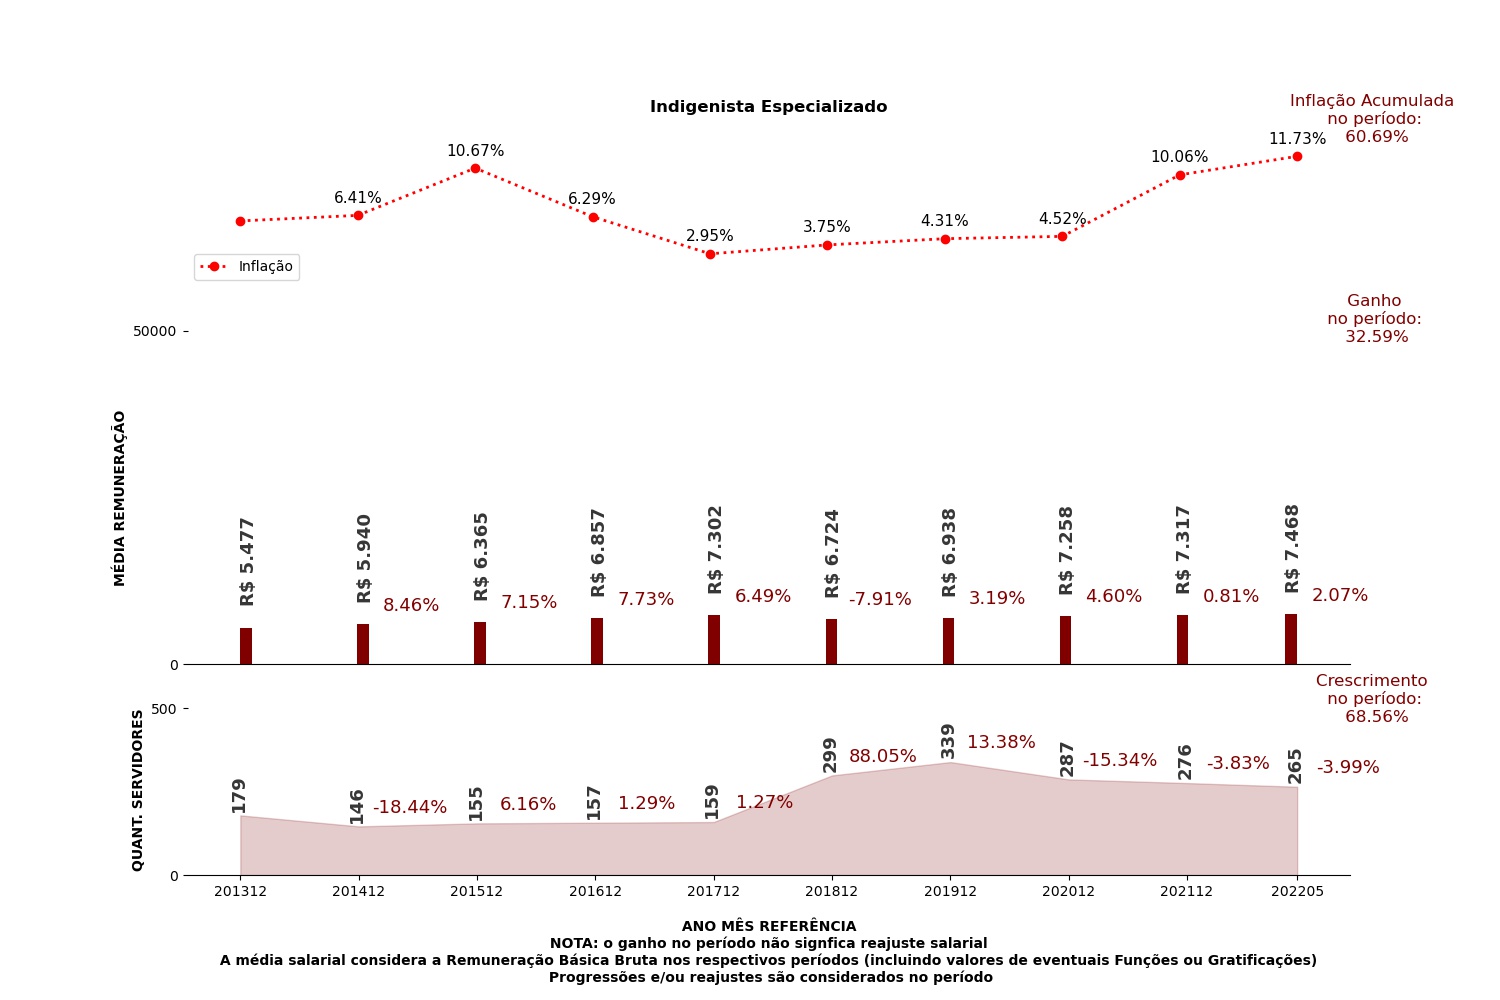 Indigenista Especializado
Inflação Acumulada
no período:
60.69%
6.41%
10.67%
6.29%
2.95%
3.75%
4.31%
4.52%
10.06%
11.73%
Inflação
Ganho
no período:
32.59%
50000
0
MÉDIA REMUNERAÇÃO
R$ 5.477
R$ 5.940
R$ 6.365
R$ 6.857
R$ 7.302
R$ 6.724
R$ 6.938
R$ 7.258
R$ 7.317
R$ 7.468
8.46%
7.15%
7.73%
6.49%
-7.91%
3.19%
4.60%
0.81%
2.07%
Crescrimento
no período:
68.56%
500
0
QUANT. SERVIDORES
179
146
155
157
159
299
339
287
276
265
-18.44%
6.16%
1.29%
1.27%
88.05%
13.38%
-15.34%
-3.83%
-3.99%
201312
201412
201512
201612
201712
201812
201912
202012
202112
202205
ANO MÊS REFERÊNCIA
NOTA: o ganho no período não signfica reajuste salarial
A média salarial considera a Remuneração Básica Bruta nos respectivos períodos (incluindo valores de eventuais Funções ou Gratificações)
Progressões e/ou reajustes são considerados no período